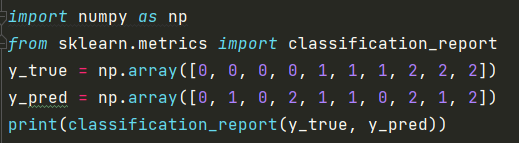 import numpy as np
from sklearn.metrics import classification_report
y_true = np.array([0, 0, 0, 0, 1, 1, 1, 2, 2, 2])
y_pred = np.array([0, 1, 0, 2, 1, 1, 0, 2, 1, 2])
print(classification_report(y_true, y_pred))